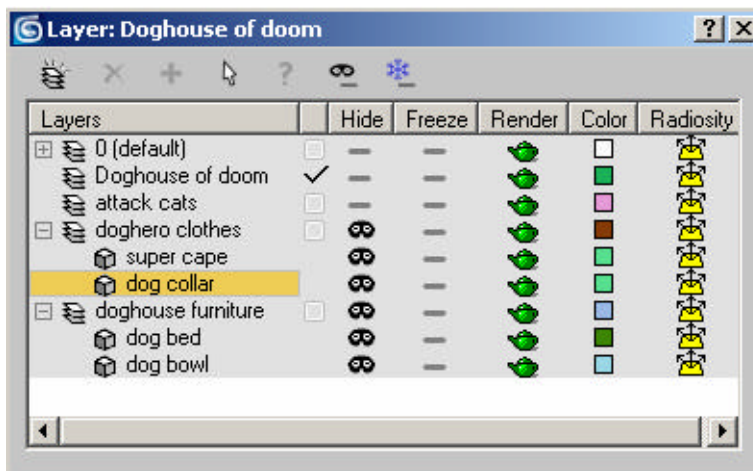 Layer: Doghouse of doom
Layers Hide Freeze Render Color Radiosity
0 (default)
Doghouse of doom
attack cats
doghero clothes
super cape
dog collar
doghouse furniture
dog bed
dog bowl